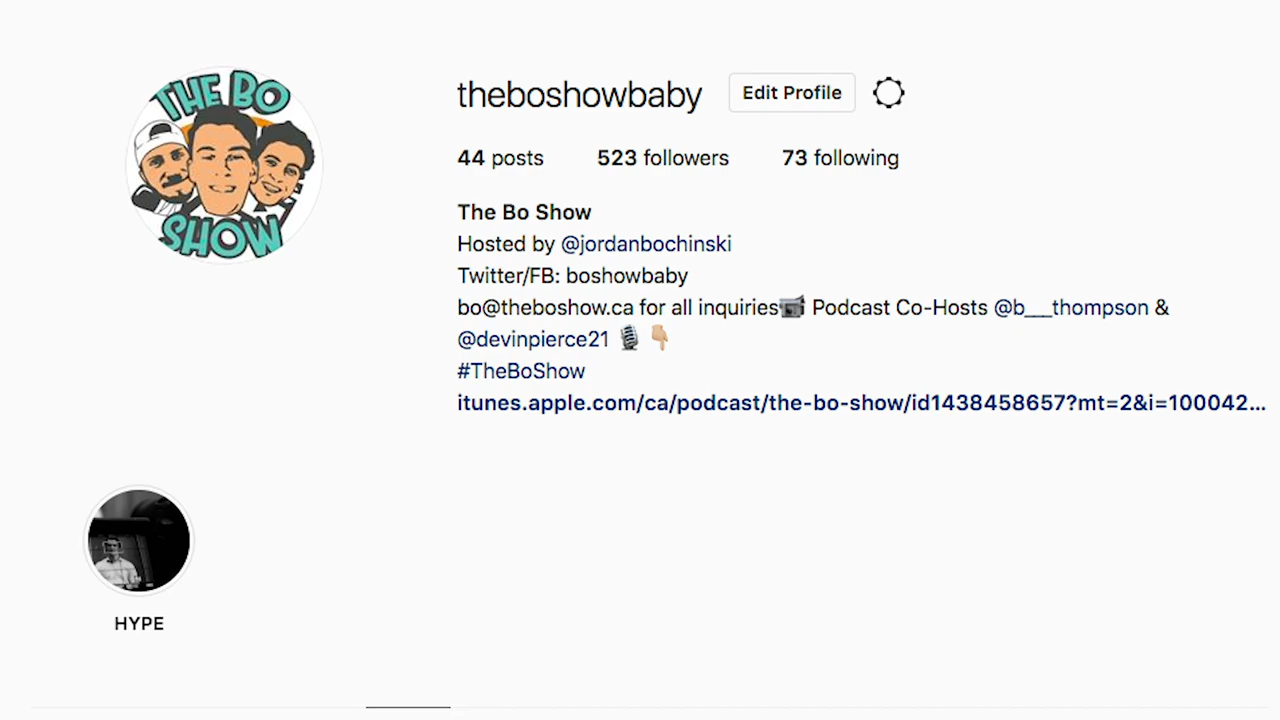 THE BO
SHOW
theboshowbaby Edit Profile
44 posts 523 followers 73 following
The Bo Show
Hosted by @jordanbochinski
Twitter/FB: boshowbaby
bo@theboshow.ca for all inquiries📹 Podcast Co-Hosts @b___thompson &
@devinpierce21 🎙 👇🏼
#TheBoShow
itunes.apple.com/ca/podcast/the-bo-show/id1438458657?mt=2&i=100042...
HYPE